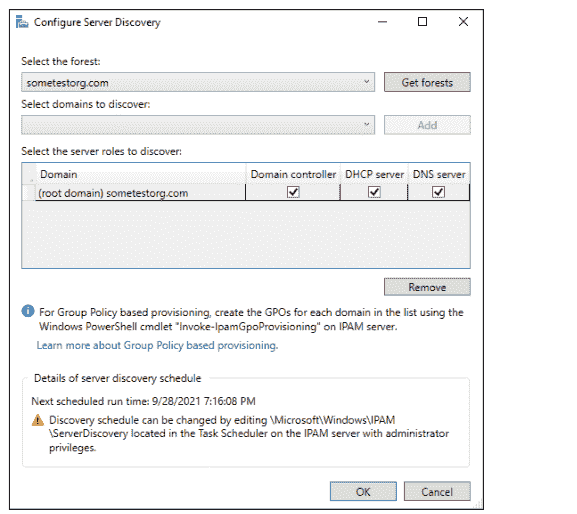 Configure Server Discovery
Select the forest:
sometestorg.com
Get forests
Select domains to discover:
Add
Select the server roles to discover:
Domain Domain controller DHCP server DNS server
(root domain) sometestorg.com
Remove
For Group Policy based provisioning, create the GPOs for each domain in the list using the
Windows PowerShell cmdlet "Invoke-IpamGpoProvisioning" on IPAM server.
Learn more about Group Policy based provisioning.
Details of server discovery schedule
Next scheduled run time: 9/28/2021 7:16:08 PM
Discovery schedule can be changed by editing \Microsoft\Windows\IPAM
\ServerDiscovery located in the Task Scheduler on the IPAM server with administrator
privileges.
OK Cancel